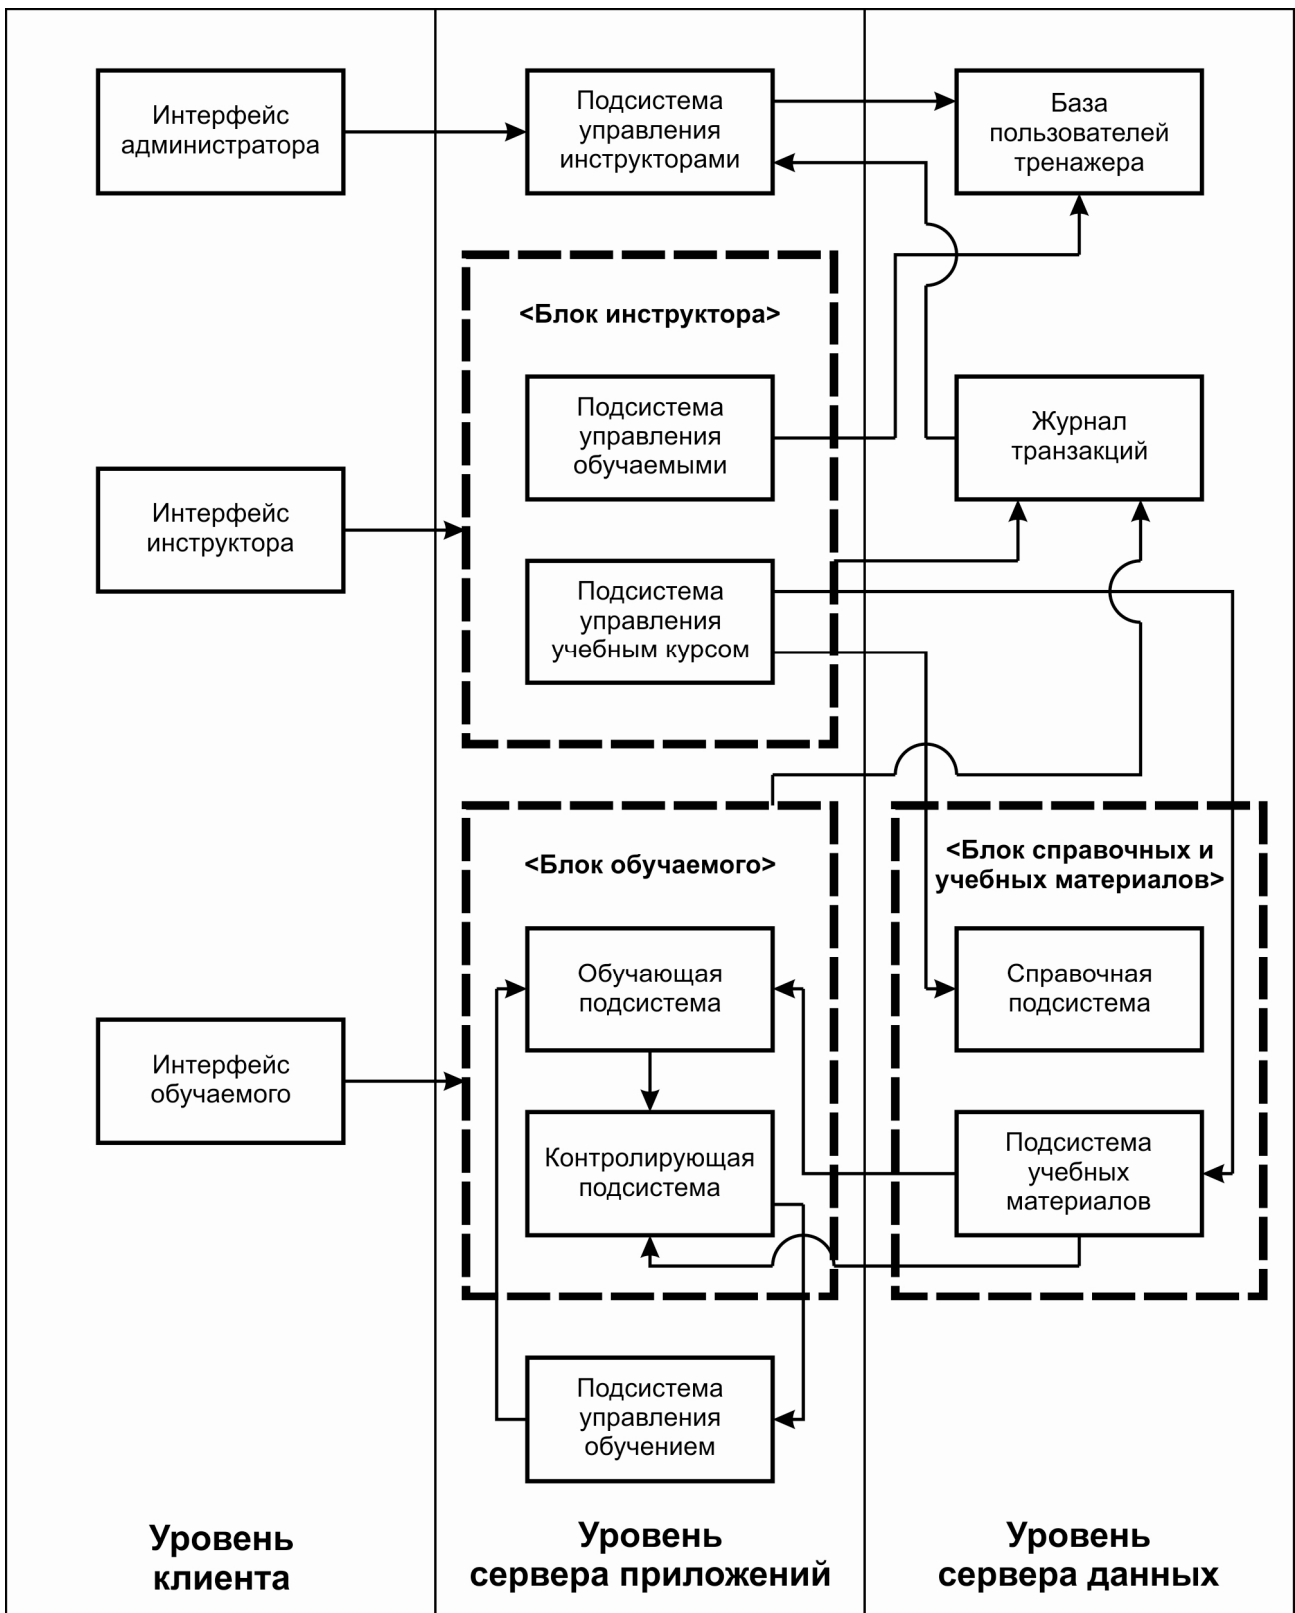 Интерфейс
администратора
Подсистема
управления
инструкторами
База
пользователей
тренажера
<Блок инструктора>
Подсистема
управления
обучаемыми
Журнал
транзакций
Интерфейс
инструктора
Подсистема
управления
учебным курсом
<Блок обучаемого>
<Блок справочных и
учебных материалов>
Обучающая
подсистема
Справочная
подсистема
Интерфейс
обучаемого
Контролирующая
подсистема
Подсистема
учебных
материалов
Подсистема
управления
обучением
Уровень
клиента
Уровень
сервера приложений
Уровень
сервера данных